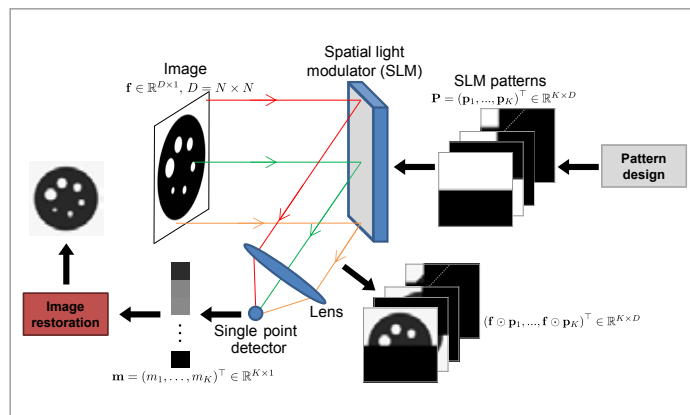 Spatial light
modulator (SLM)
Image
f ∈ ℝ^{D×1}, D = N × N
SLM patterns
P = (p₁, ..., p_K)^⊤ ∈ ℝ^{K×D}
Pattern
design
Lens
Image
restoration
Single point
detector
(f ⊙ p₁, ..., f ⊙ p_K)^⊤ ∈ ℝ^{K×D}
m = (m₁, . . . , m_K)^⊤ ∈ ℝ^{K×1}